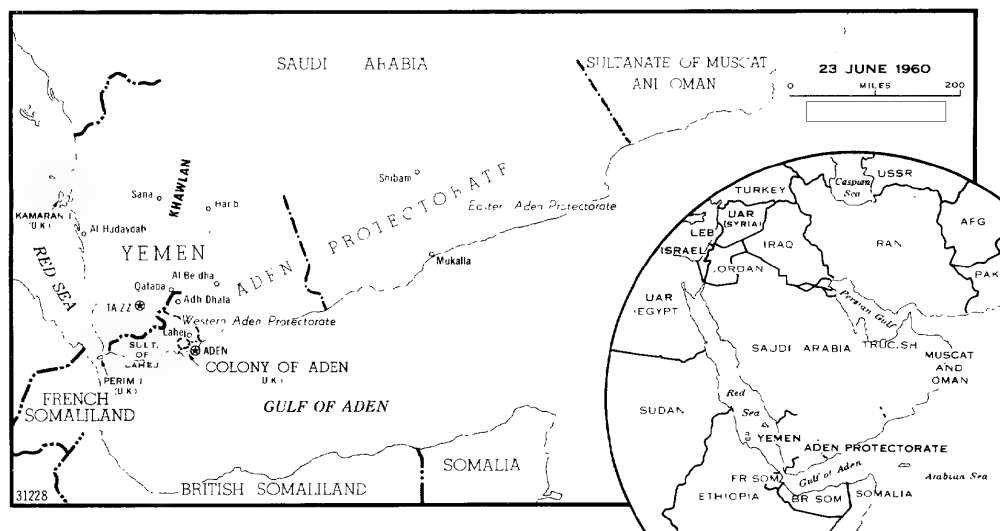 SAUDI ARABIA
SULTANATE OF MUSCAT
OMAN
23 JUNE 1960
0 MILES 200
KHAWLAN
Sana
Harib
Shibam
KAMARAN
(U.K.)
Al Hudaydah
YEMEN
RED SEA
ADEN PROTECTORATE
Eastern Aden Protectorate
Mukalla
Al Beidha
Qataba
Adh Dhala
TAIZZ
Western Aden Protectorate
Lahej
SULT.
OF
LAHEJ
ADEN
COLONY OF ADEN
(U.K.)
PERIM I
(U.K.)
FRENCH
SOMALILAND
GULF OF ADEN
SOMALIA
BRITISH SOMALILAND
31228
TURKEY
Caspian
Sea
USSR
UAR
(SYRIA)
LEB
ISRAEL
IRAQ
RAN
AFG
PAK
JORDAN
UAR
EGYPT
Persian Gulf
SAUDI ARABIA
TRUC. SH
MUSCAT
AND
OMAN
SUDAN
Red
Sea
YEMEN
ADEN PROTECTORATE
Gulf of Aden
Arabian Sea
FR SOM
ETHIOPIA
BR SOM
SOMALIA